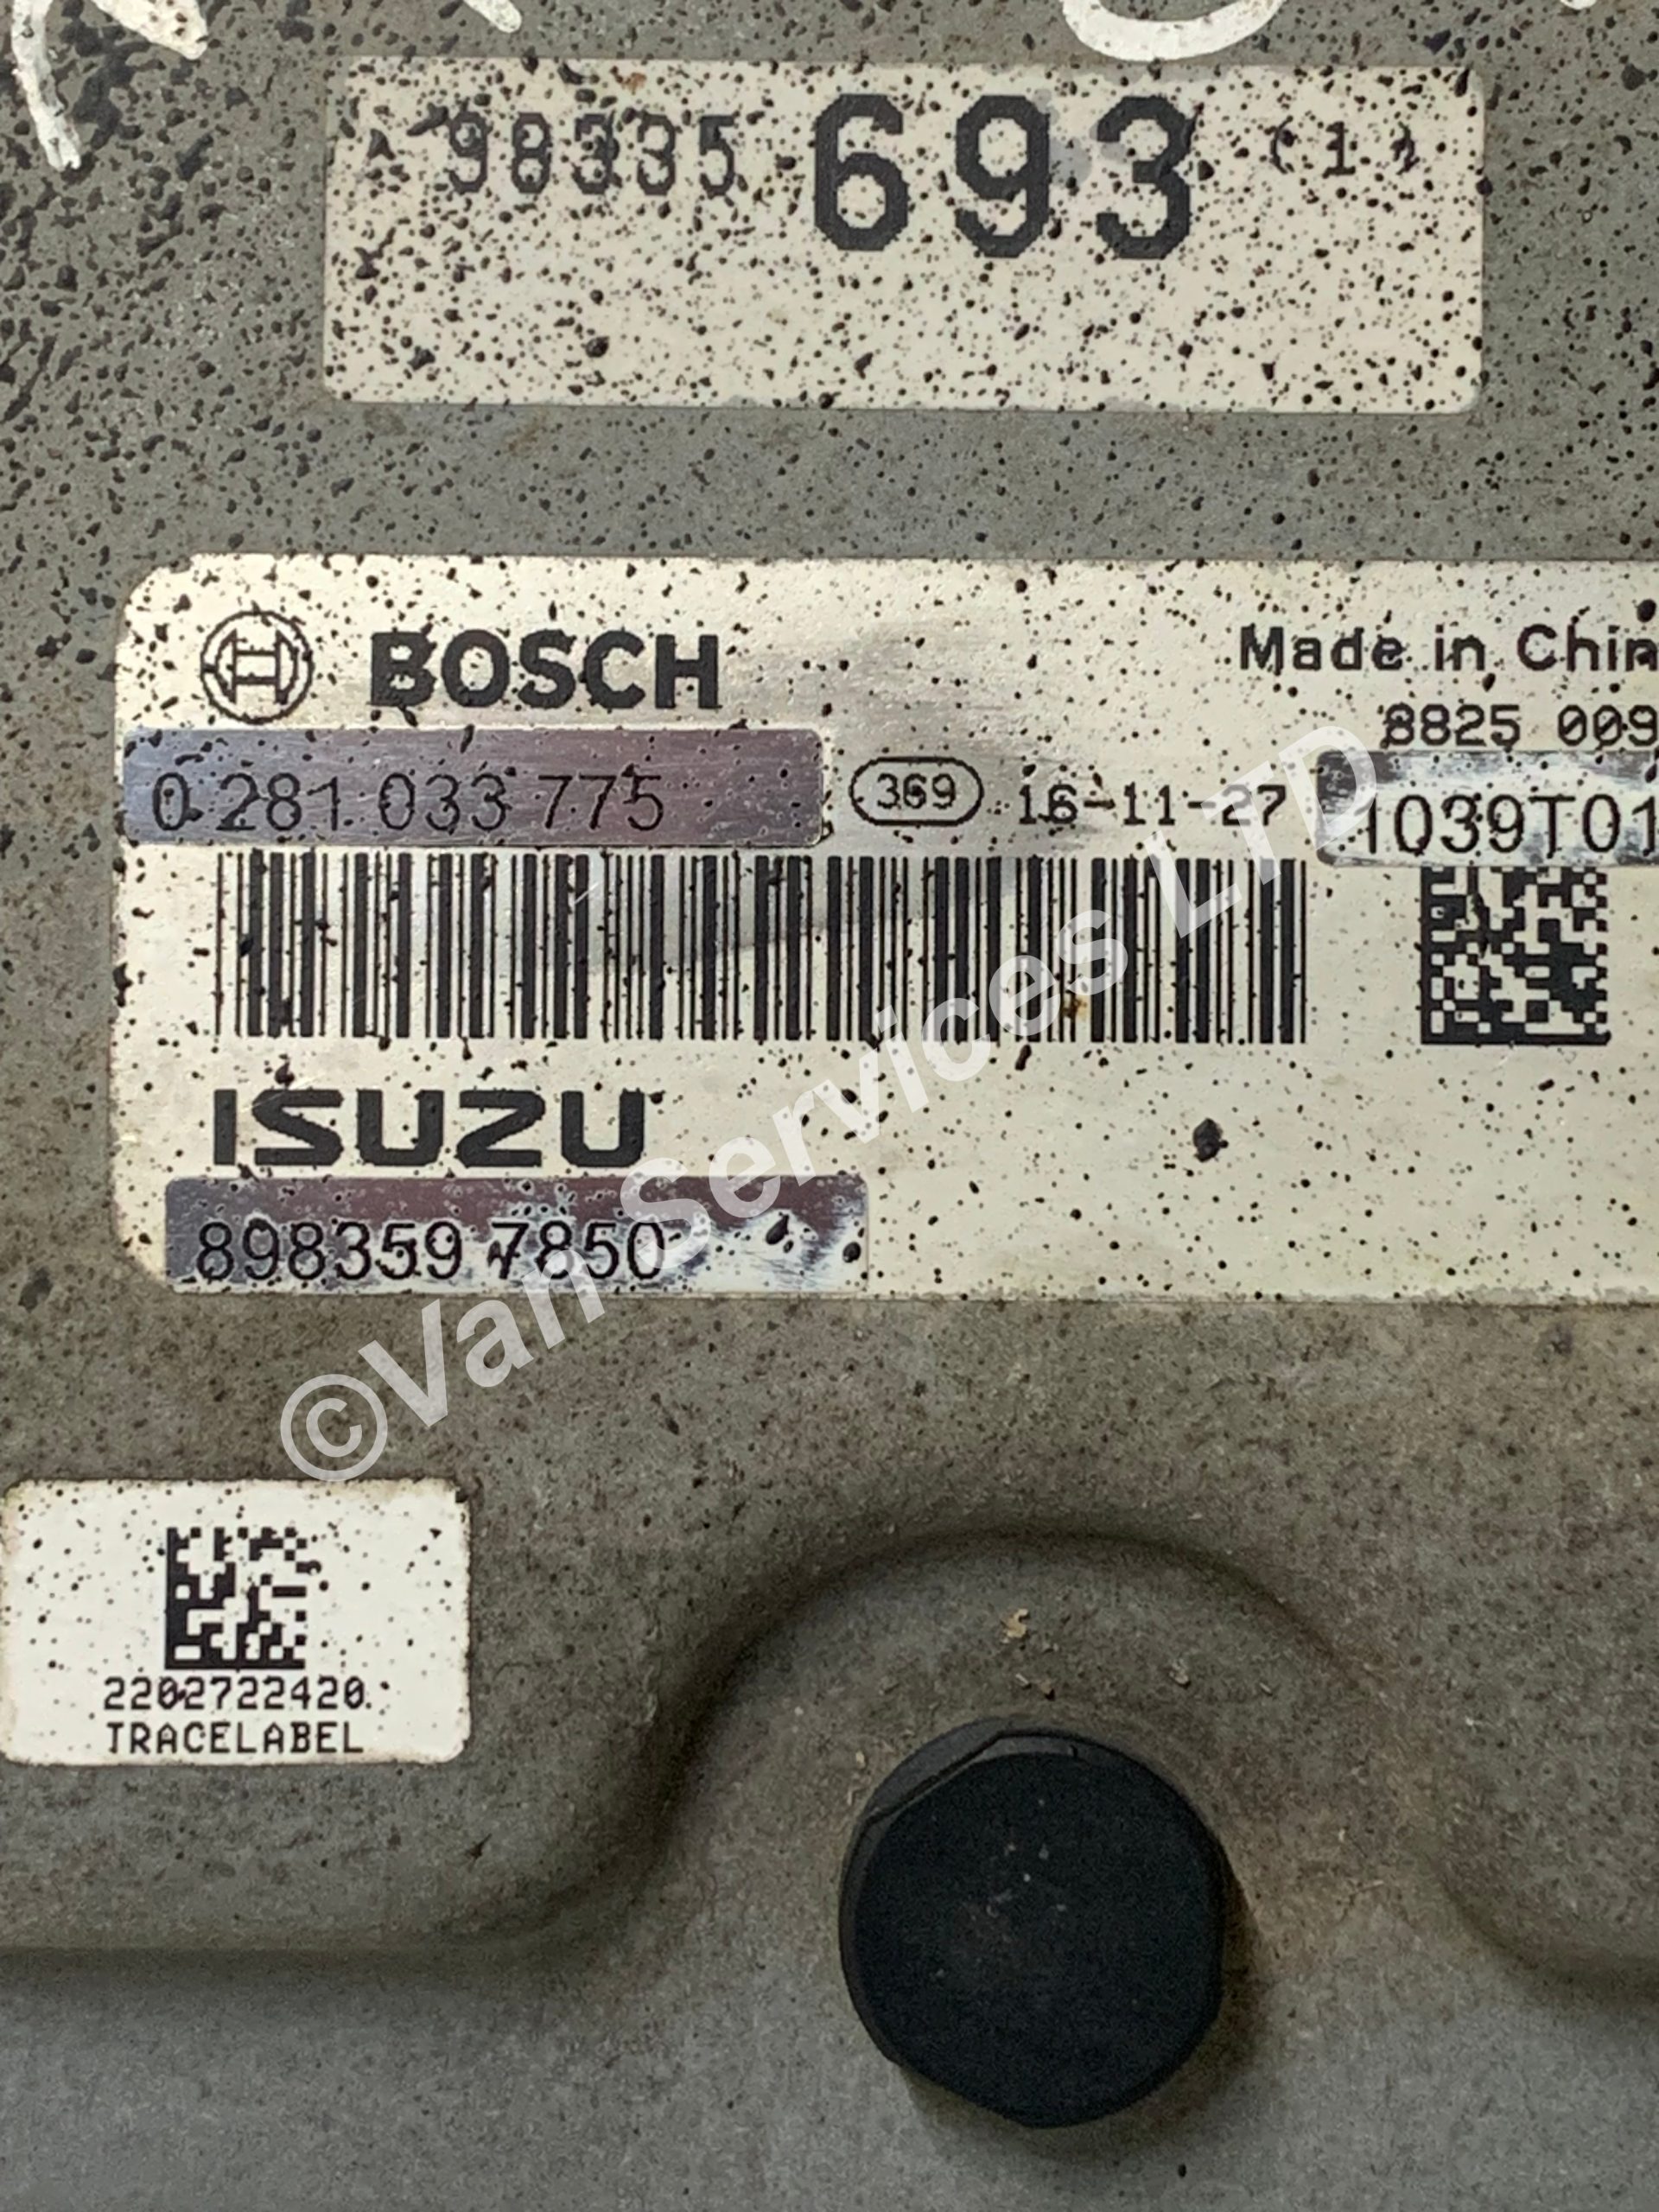 98335 693 (1)
BOSCH
Made in Chin
8825 009
0 281 033 775
369
16-11-27
1039T01
ISUZU
898359 7850
©Van Services LTD
2202722420
TRACELABEL